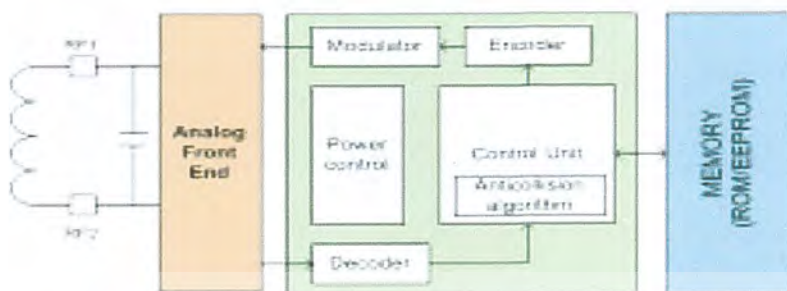 Modulator
Encoder
Analog
Front
End
Power
control
Control Unit
Anticollision
algorithm
Decoder
MEMORY
(ROM/EEPROM)